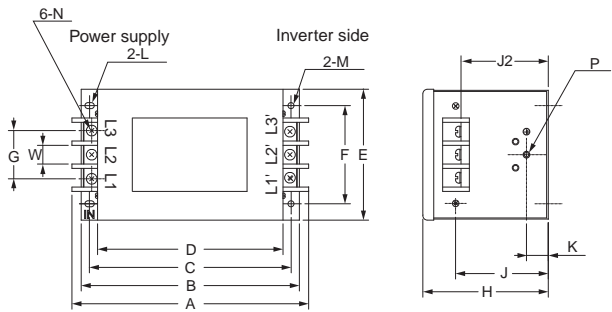 6-N
Power supply
2-L
Inverter side
2-M
J2
P
L3
L2
L1
L3'
L2'
L1'
G
W
F
E
IN
D
C
B
A
K
J
H